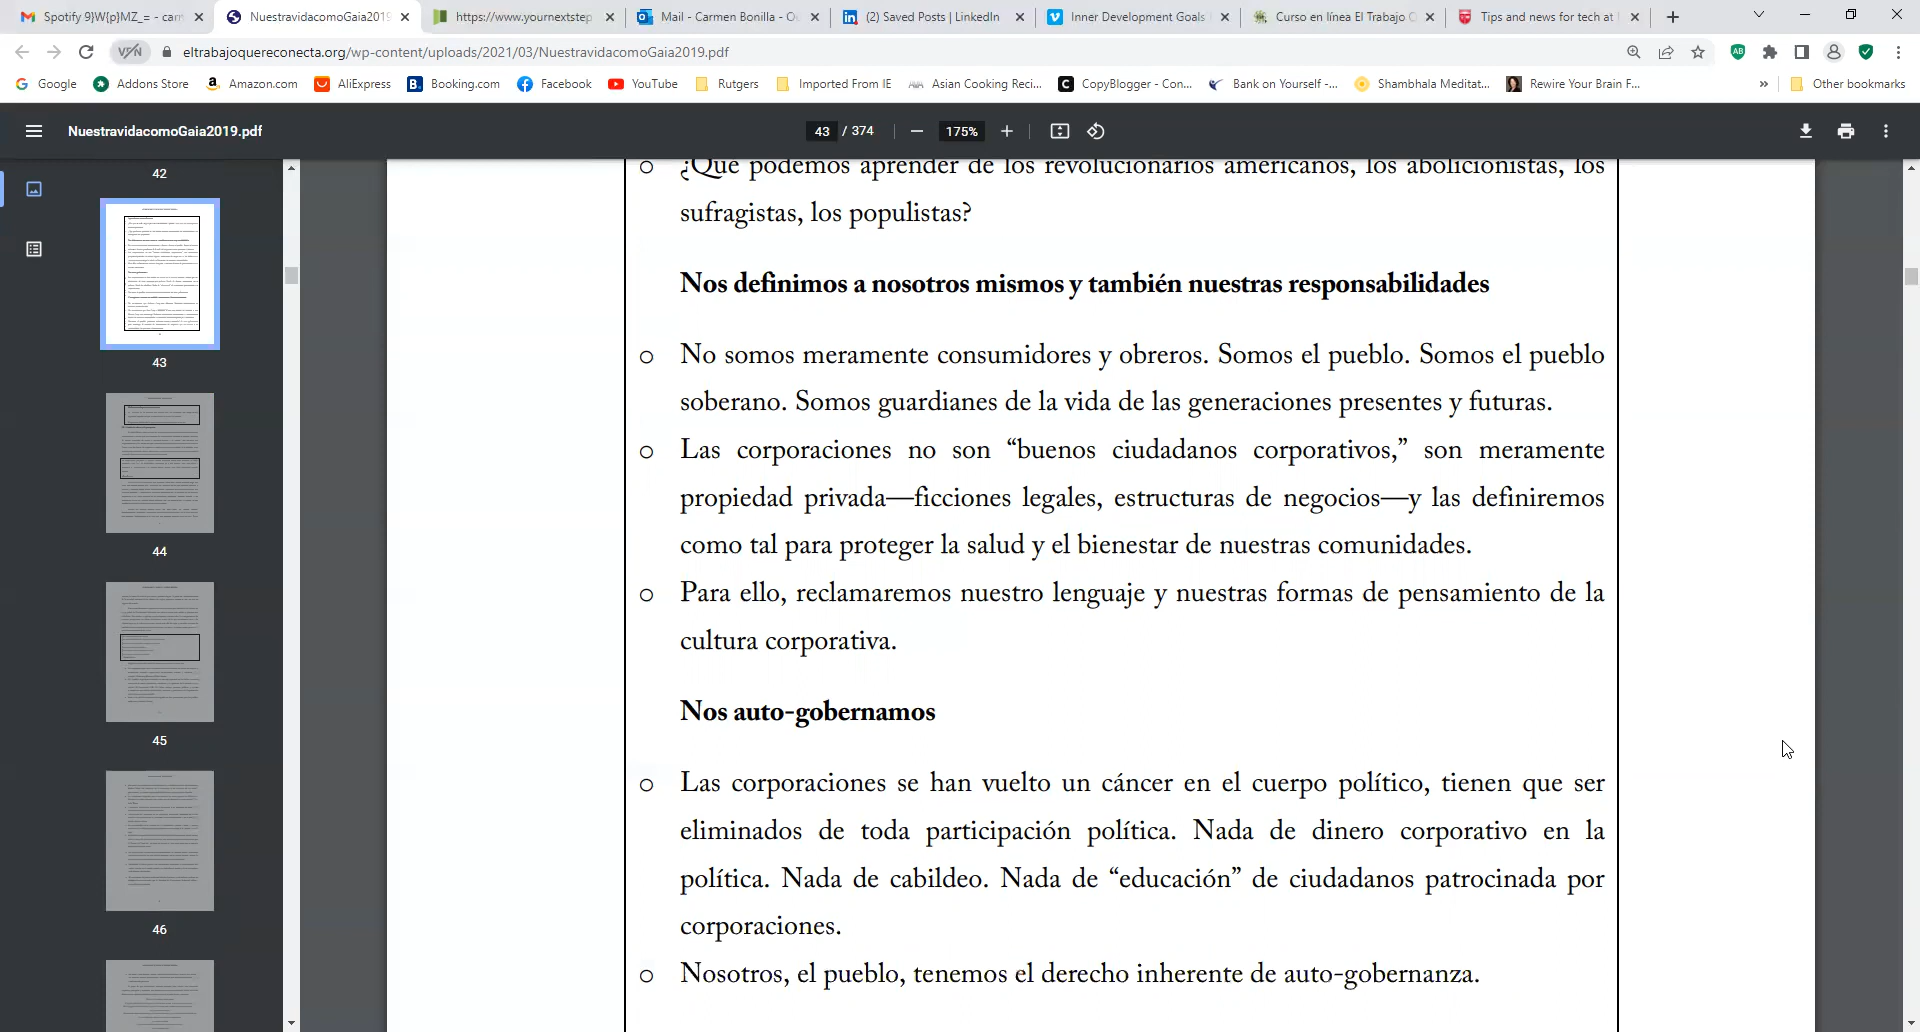 Spotify 9}W{p}MZ_= - carr
NuestravidacomoGaia2019
https://www.yournextstep
Mail - Carmen Bonilla - O
(2) Saved Posts | LinkedIn
Inner Development Goals
Curso en línea El Trabajo
Tips and news for tech at
eltrabajoquereconecta.org/wp-content/uploads/2021/03/NuestravidacomoGaia2019.pdf
Google
Addons Store
Amazon.com
AliExpress
Booking.com
Facebook
YouTube
Rutgers
Imported From IE
Asian Cooking Reci...
CopyBlogger - Con...
Bank on Yourself -...
Shambhala Meditat...
Rewire Your Brain F...
»
Other bookmarks
NuestravidacomoGaia2019.pdf
43 / 374
175%
42
43
44
45
46
¿Qué podemos aprender de los revolucionarios americanos, los abolicionistas, los
sufragistas, los populistas?
Nos definimos a nosotros mismos y también nuestras responsabilidades
No somos meramente consumidores y obreros. Somos el pueblo. Somos el pueblo
soberano. Somos guardianes de la vida de las generaciones presentes y futuras.
Las corporaciones no son “buenos ciudadanos corporativos,” son meramente
propiedad privada—ficciones legales, estructuras de negocios—y las definiremos
como tal para proteger la salud y el bienestar de nuestras comunidades.
Para ello, reclamaremos nuestro lenguaje y nuestras formas de pensamiento de la
cultura corporativa.
Nos auto-gobernamos
Las corporaciones se han vuelto un cáncer en el cuerpo político, tienen que ser
eliminados de toda participación política. Nada de dinero corporativo en la
política. Nada de cabildeo. Nada de “educación” de ciudadanos patrocinada por
corporaciones.
Nosotros, el pueblo, tenemos el derecho inherente de auto-gobernanza.